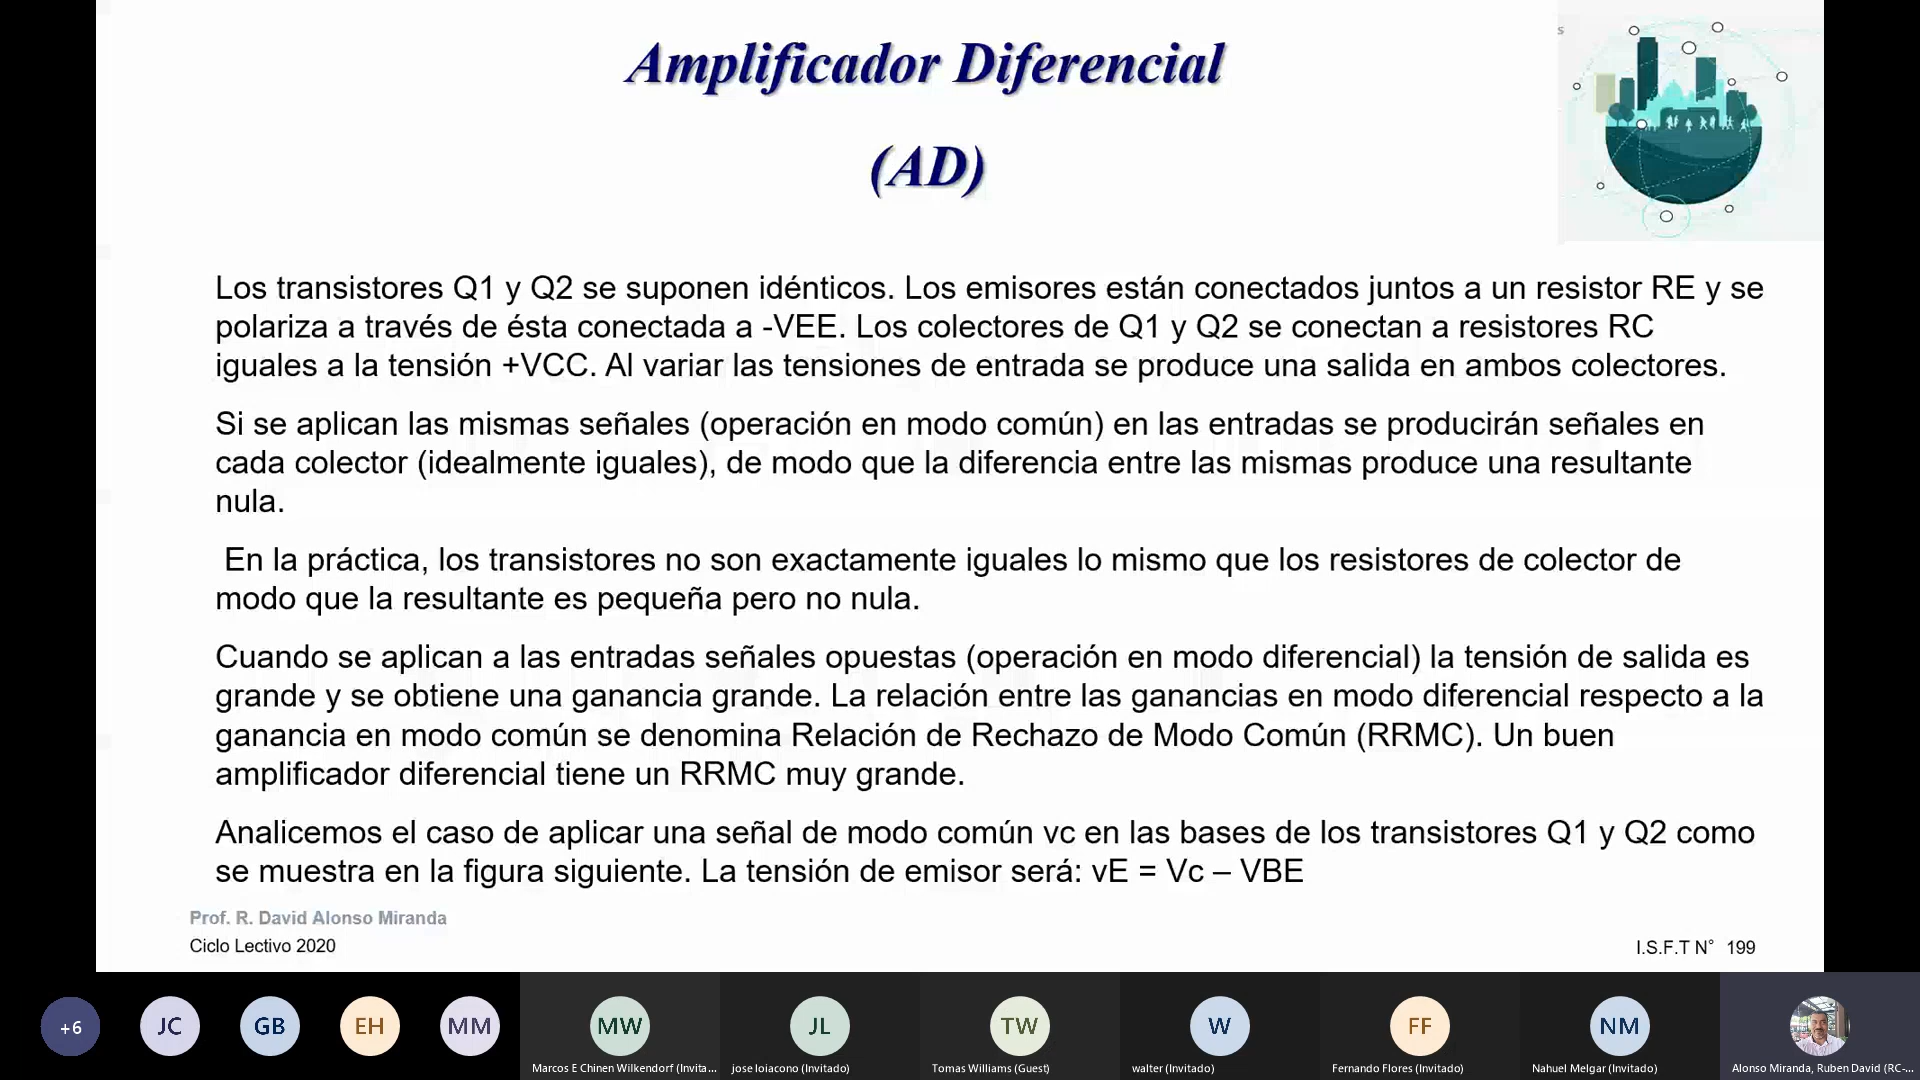 Amplificador Diferencial
(AD)
s
Los transistores Q1 y Q2 se suponen idénticos. Los emisores están conectados juntos a un resistor RE y se
polariza a través de ésta conectada a -VEE. Los colectores de Q1 y Q2 se conectan a resistores RC
iguales a la tensión +VCC. Al variar las tensiones de entrada se produce una salida en ambos colectores.
Si se aplican las mismas señales (operación en modo común) en las entradas se producirán señales en
cada colector (idealmente iguales), de modo que la diferencia entre las mismas produce una resultante
nula.
En la práctica, los transistores no son exactamente iguales lo mismo que los resistores de colector de
modo que la resultante es pequeña pero no nula.
Cuando se aplican a las entradas señales opuestas (operación en modo diferencial) la tensión de salida es
grande y se obtiene una ganancia grande. La relación entre las ganancias en modo diferencial respecto a la
ganancia en modo común se denomina Relación de Rechazo de Modo Común (RRMC). Un buen
amplificador diferencial tiene un RRMC muy grande.
Analicemos el caso de aplicar una señal de modo común vc en las bases de los transistores Q1 y Q2 como
se muestra en la figura siguiente. La tensión de emisor será: vE = Vc – VBE
Prof. R. David Alonso Miranda
Ciclo Lectivo 2020
I.S.F.T N° 199
+6 JC GB EH MM MW JL TW W FF NM
Marcos E Chinen Wilkendorf (Invita... jose loiacono (Invitado) Tomas Williams (Guest) walter (Invitado) Fernando Flores (Invitado) Nahuel Melgar (Invitado) Alonso Miranda, Ruben David (RC-...